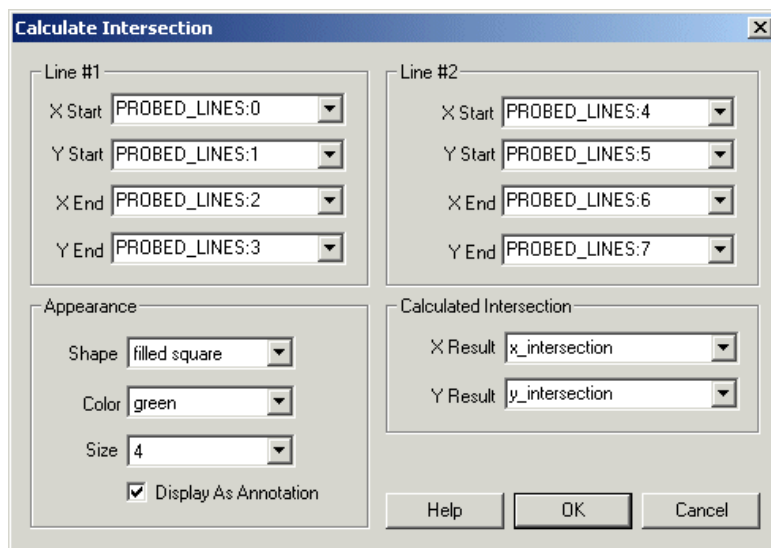 Calculate Intersection
Line #1
X Start PROBED_LINES:0
Y Start PROBED_LINES:1
X End PROBED_LINES:2
Y End PROBED_LINES:3
Line #2
X Start PROBED_LINES:4
Y Start PROBED_LINES:5
X End PROBED_LINES:6
Y End PROBED_LINES:7
Appearance
Shape filled square
Color green
Size 4
Display As Annotation
Calculated Intersection
X Result x_intersection
Y Result y_intersection
Help OK Cancel